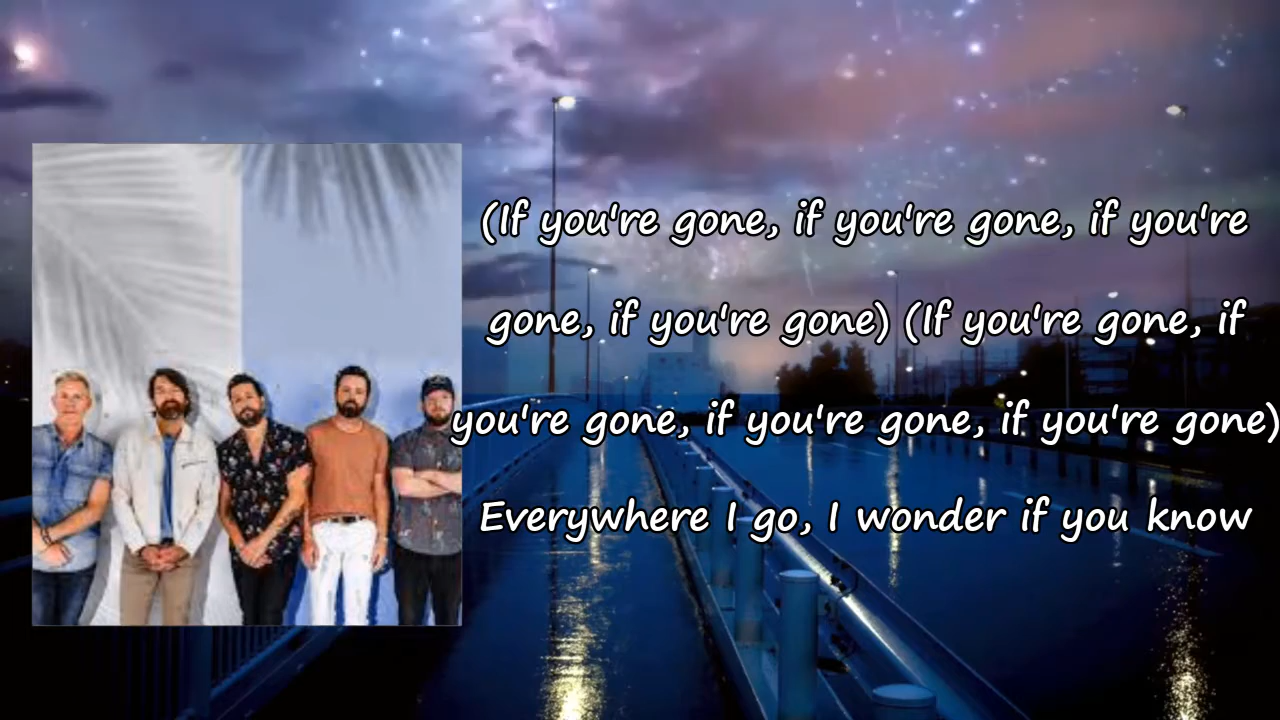 (If you're gone, if you're gone, if you're
gone, if you're gone) (If you're gone, if
you're gone, if you're gone, if you're gone)
Everywhere I go, I wonder if you know